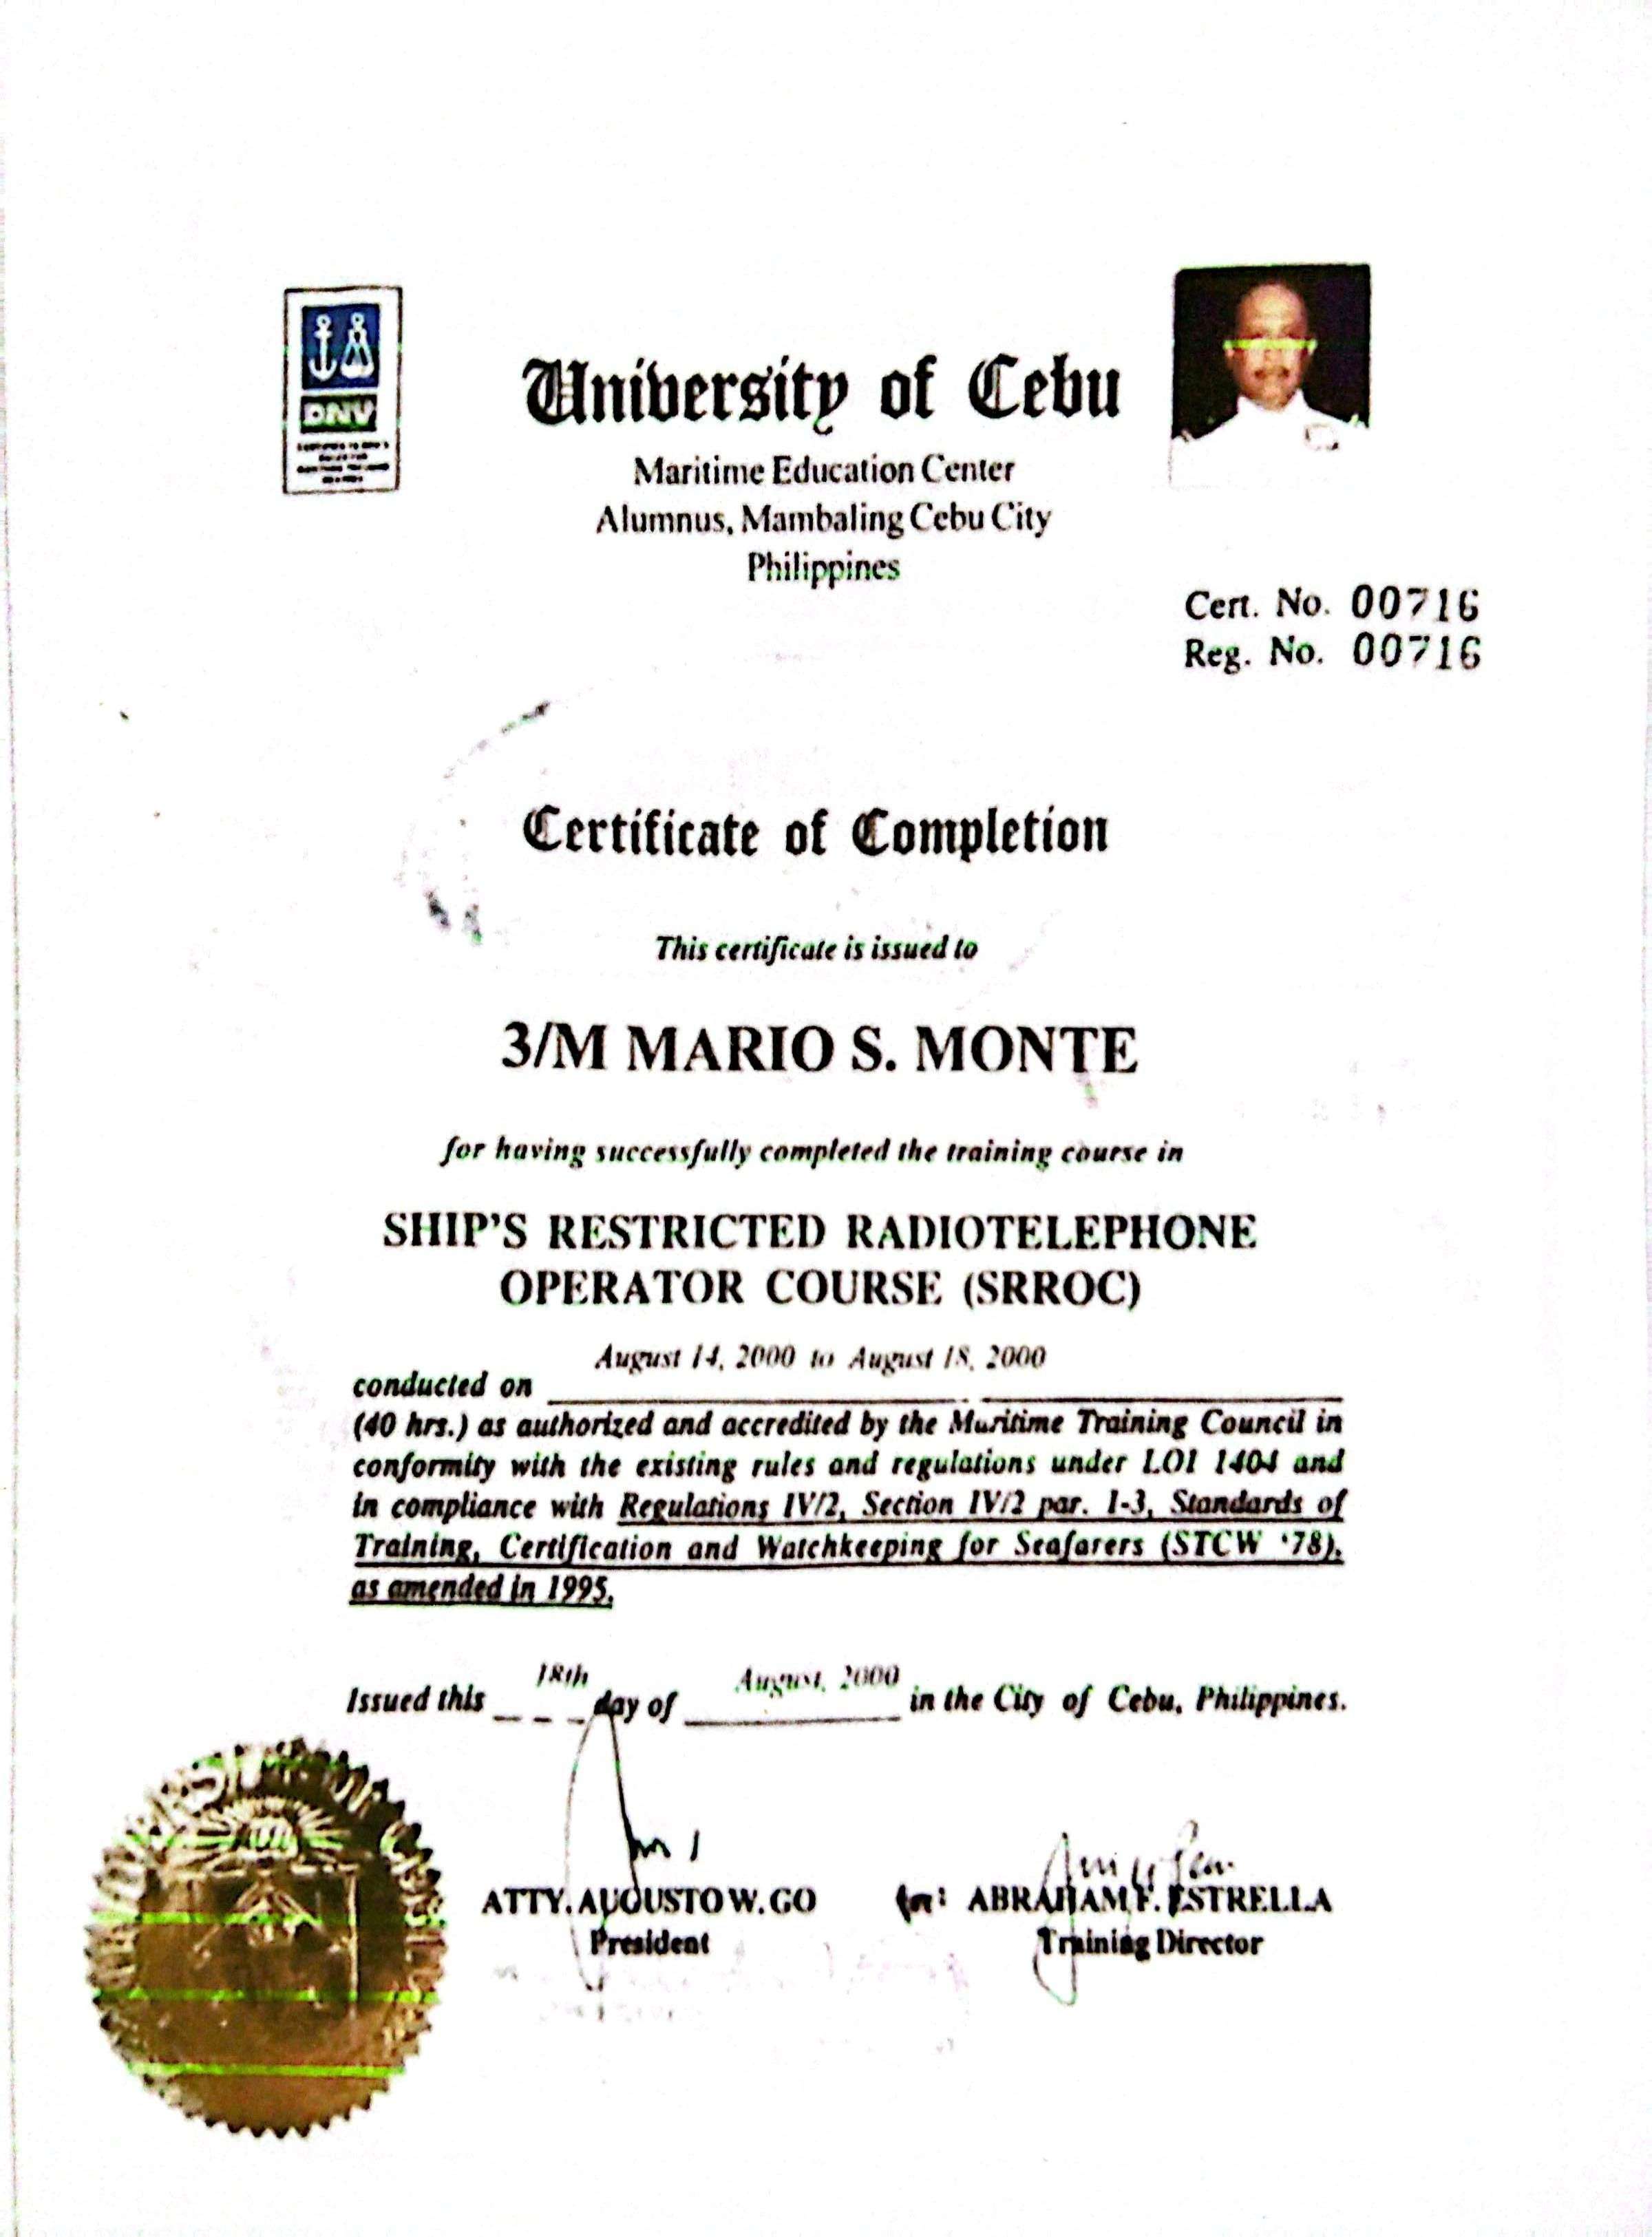 DNV
University of Cebu
Maritime Education Center
Alumnus, Mambaling Cebu City
Philippines
Cert. No. 00716
Reg. No. 00716
Certificate of Completion
This certificate is issued to
3/M MARIO S. MONTE
for having successfully completed the training course in
SHIP'S RESTRICTED RADIOTELEPHONE
OPERATOR COURSE (SRROC)
August 14, 2000 to August 18, 2000
conducted on
(40 hrs.) as authorized and accredited by the Maritime Training Council in
conformity with the existing rules and regulations under LOI 1404 and
in compliance with Regulations IV/2, Section IV/2 par. 1-3, Standards of
Training, Certification and Watchkeeping for Seafarers (STCW '78),
as amended in 1995.
Issued this 18th day of August, 2000 in the City of Cebu, Philippines.
UNIVERSITY OF CEBU
ATTY. AUGUSTO W. GO
President
for: ABRAHAM F. ESTRELLA
Training Director